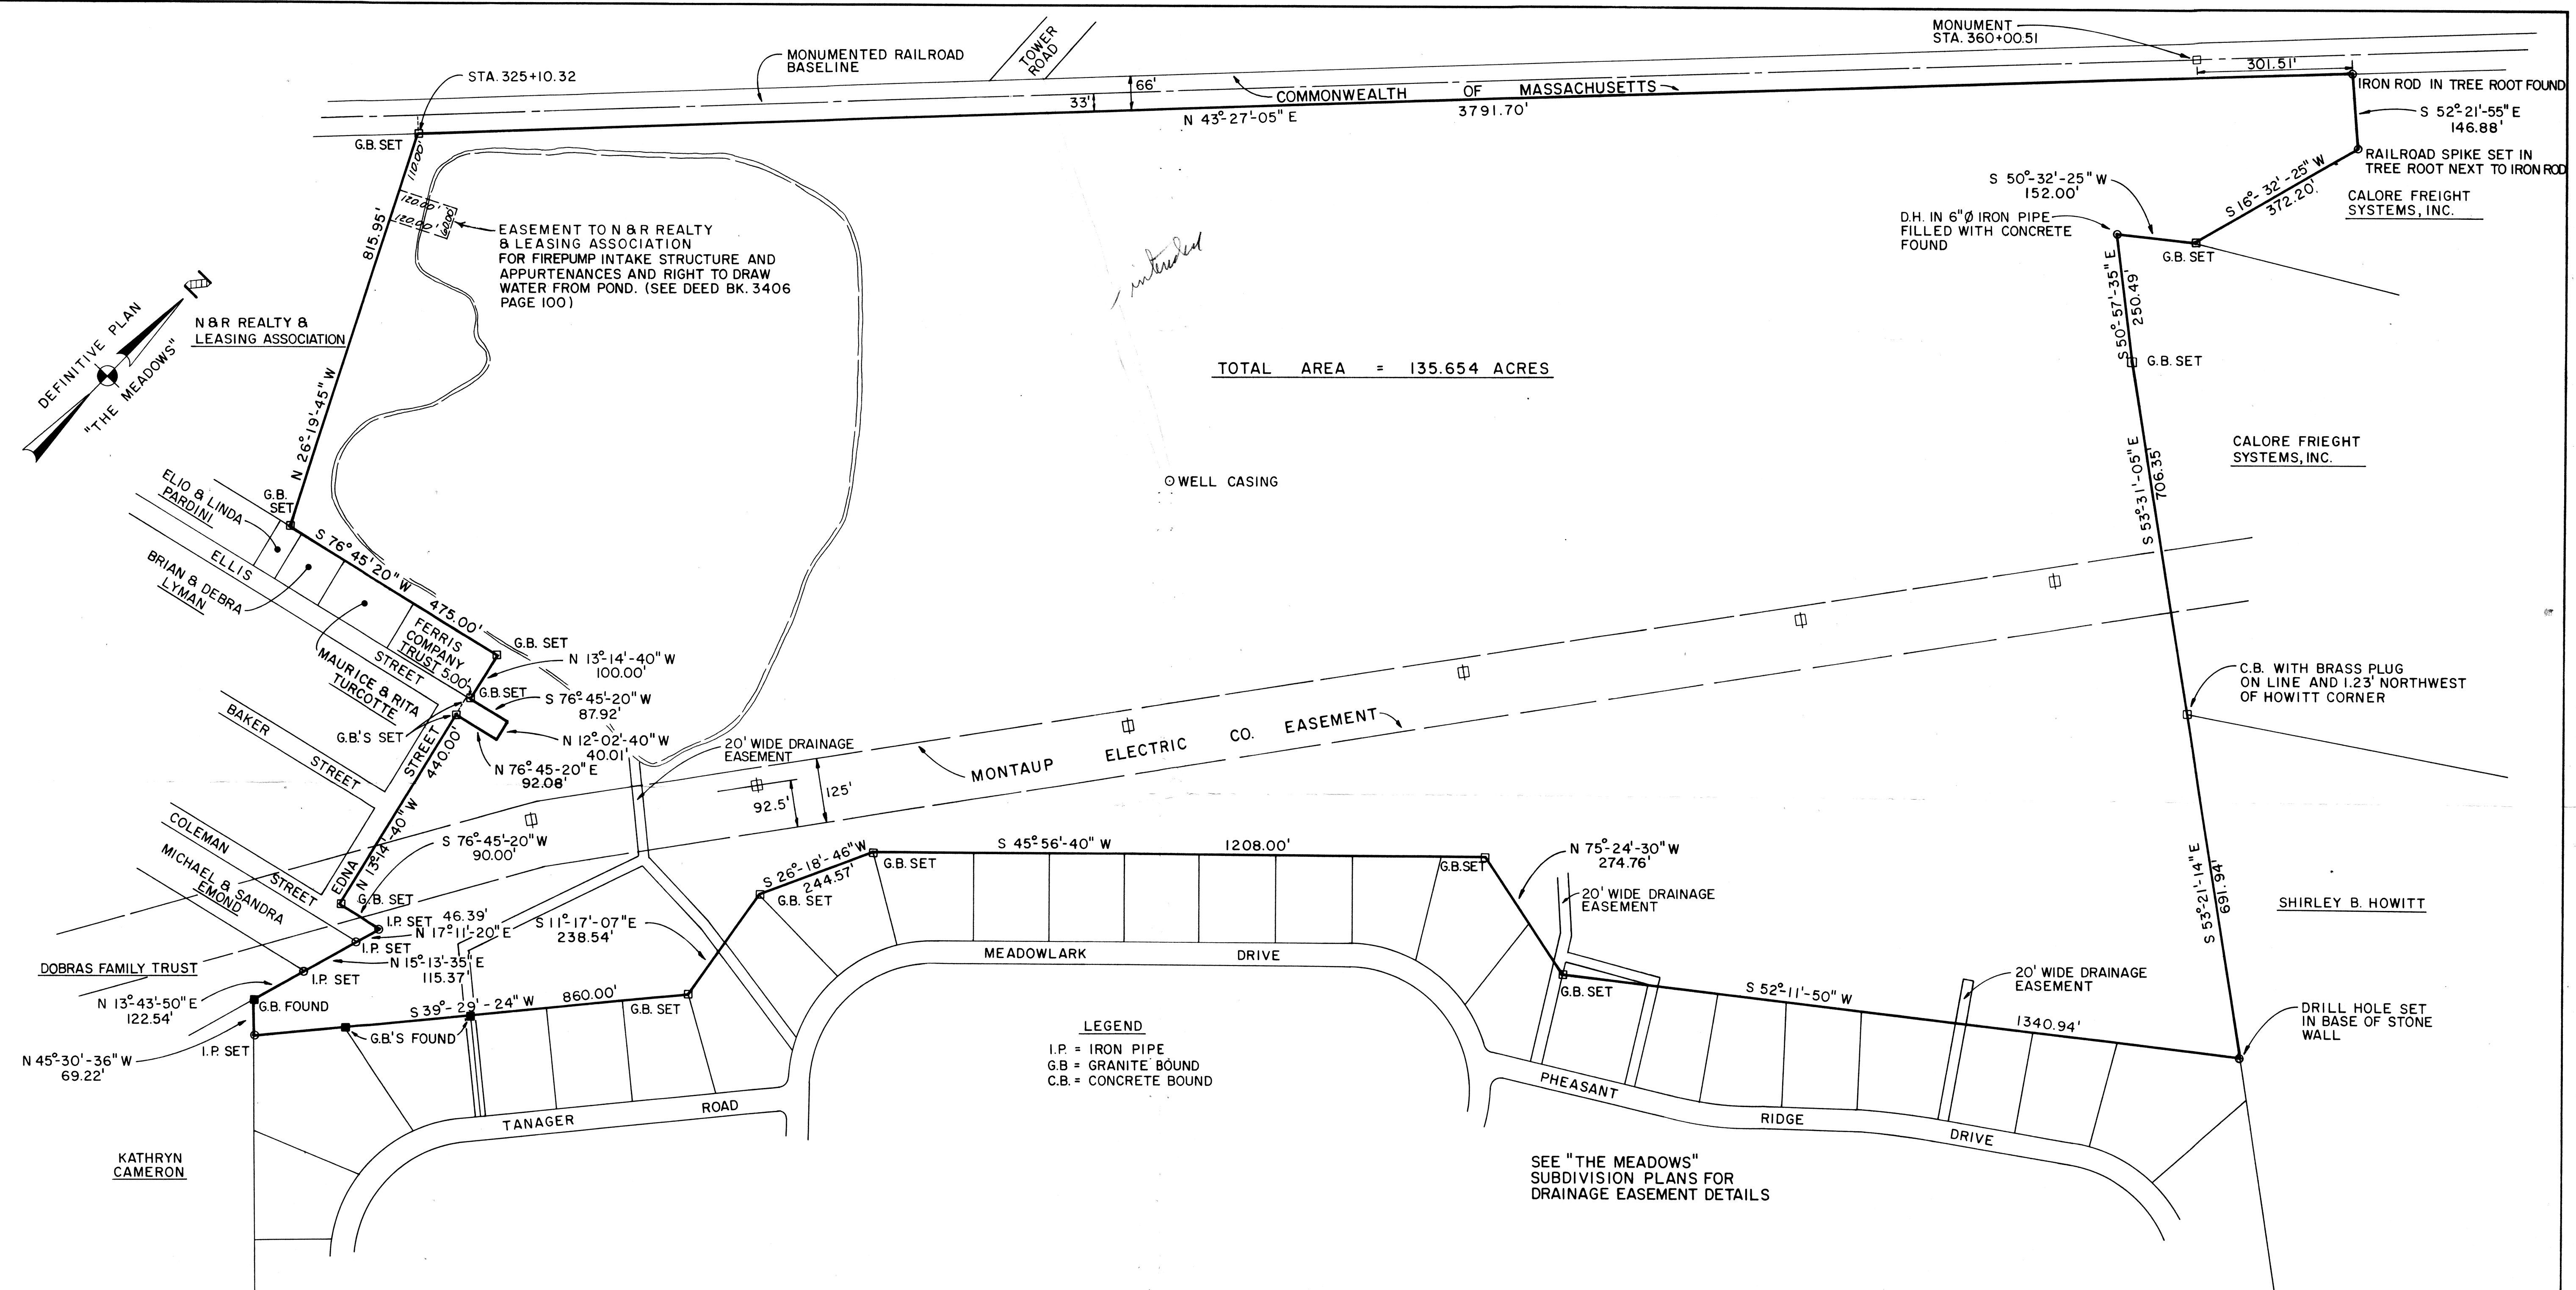 MONUMENT
STA. 360+00.51
TOWER
ROAD
MONUMENTED RAILROAD
BASELINE
STA. 325+10.32
301.51'
66'
33'
COMMONWEALTH OF MASSACHUSETTS
N 43°-27'-05" E 3791.70'
IRON ROD IN TREE ROOT FOUND
S 52°-21'-55" E
146.88'
RAILROAD SPIKE SET IN
TREE ROOT NEXT TO IRON ROD
S 16°-32'-25" W
372.20'
CALORE FREIGHT
SYSTEMS, INC.
S 50°-32'-25" W
152.00'
D.H. IN 6"Ø IRON PIPE
FILLED WITH CONCRETE
FOUND
G.B. SET
S 50°-57'-35" E
250.49'
G.B. SET
G.B. SET
110.00'
120.00'
120.00'
60.00'
815.95'
N 26°-19'-45" W
EASEMENT TO N & R REALTY
& LEASING ASSOCIATION
FOR FIREPUMP INTAKE STRUCTURE AND
APPURTENANCES AND RIGHT TO DRAW
WATER FROM POND. (SEE DEED BK. 3406
PAGE 100)
intended
N & R REALTY &
LEASING ASSOCIATION
DEFINITIVE PLAN
"THE MEADOWS"
N
TOTAL AREA = 135.654 ACRES
WELL CASING
CALORE FRIEGHT
SYSTEMS, INC.
S 53°-31'-05" E
706.35'
ELIO & LINDA
PARDINI
G.B.
SET
BRIAN & DEBRA
LYMAN
ELLIS STREET
S 76°45'20" W 475.00'
FERRIS
COMPANY
TRUST
5.00'
MAURICE & RITA
TURCOTTE
G.B. SET
N 13°-14'-40" W
100.00'
G.B. SET
S 76°-45'-20" W
87.92'
G.B.'S SET
N 12°-02'-40" W
40.01'
N 76°-45-20" E
92.08'
BAKER STREET
EDNA STREET
440.00'
N 13°-14'-40" W
COLEMAN STREET
MICHAEL & SANDRA
EMOND
S 76°-45'-20" W
90.00'
20' WIDE DRAINAGE
EASEMENT
MONTAUP ELECTRIC CO. EASEMENT
92.5'
125'
C.B. WITH BRASS PLUG
ON LINE AND 1.23' NORTHWEST
OF HOWITT CORNER
S 53°-21'-14" E
691.94'
SHIRLEY B. HOWITT
G.B. SET
I.P. SET
46.39'
N 17°-11'-20" E
I.P. SET
N 15°-13'-35" E
115.37'
I.P. SET
DOBRAS FAMILY TRUST
N 13°-43'-50" E
122.54'
G.B. FOUND
N 45°-30'-36" W
69.22'
I.P. SET
G.B.'S FOUND
S 39°-29'-24" W 860.00'
G.B. SET
S 11°-17'-07" E
238.54'
S 26°-18'-46" W
244.57'
G.B. SET
G.B. SET
S 45°-56'-40" W 1208.00'
G.B. SET
N 75°-24'-30" W
274.76'
20' WIDE DRAINAGE
EASEMENT
G.B. SET
S 52°-11'-50" W
1340.94'
20' WIDE DRAINAGE
EASEMENT
DRILL HOLE SET
IN BASE OF STONE
WALL
MEADOWLARK DRIVE
TANAGER ROAD
PHEASANT RIDGE DRIVE
LEGEND
I.P. = IRON PIPE
G.B = GRANITE BOUND
C.B. = CONCRETE BOUND
KATHRYN
CAMERON
SEE "THE MEADOWS"
SUBDIVISION PLANS FOR
DRAINAGE EASEMENT DETAILS